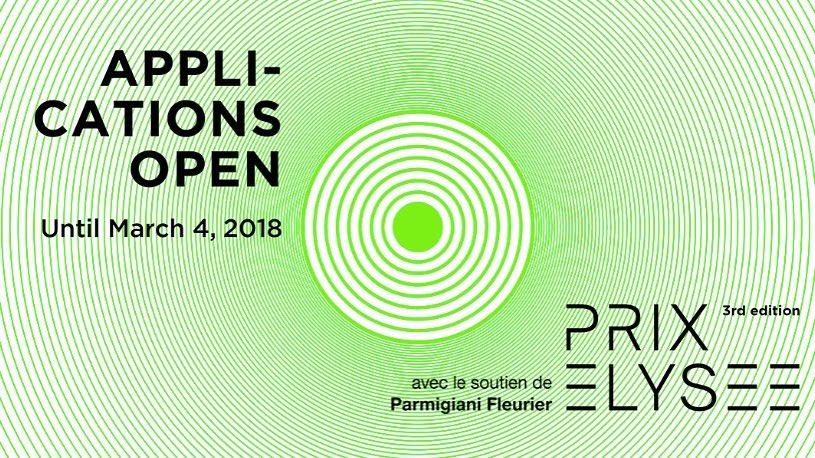 APPLI-
CATIONS
OPEN
Until March 4, 2018
PRIX
3rd edition
ELYSEE
avec le soutien de
Parmigiani Fleurier